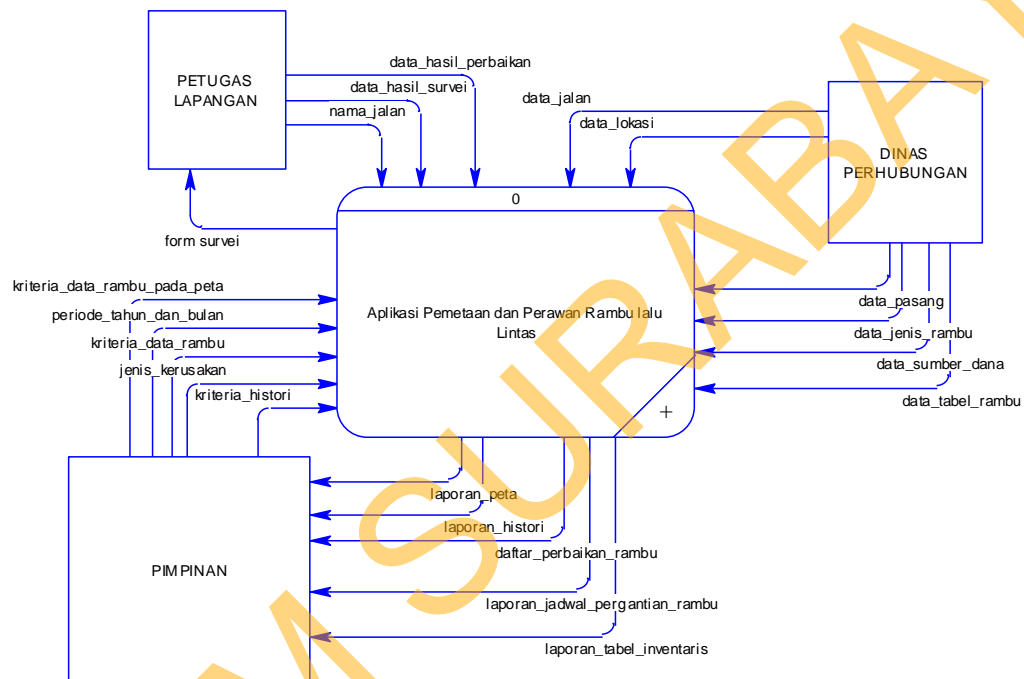 data_hasil_perbaikan
PETUGAS
LAPANGAN
data_hasil_survei
nama_jalan
data_jalan
data_lokasi
DINAS
PERHUBUNGAN
0
form survei
kriteria_data_rambu_pada_peta
periode_tahun_dan_bulan
kriteria_data_rambu
jenis_kerusakan
kriteria_histori
Aplikasi Pemetaan dan Perawan Rambu lalu
Lintas
+
data_pasang
data_jenis_rambu
data_sumber_dana
data_tabel_rambu
laporan_peta
laporan_histori
daftar_perbaikan_rambu
laporan_jadwal_pergantian_rambu
laporan_tabel_inventaris
PIMPINAN
M SURABA